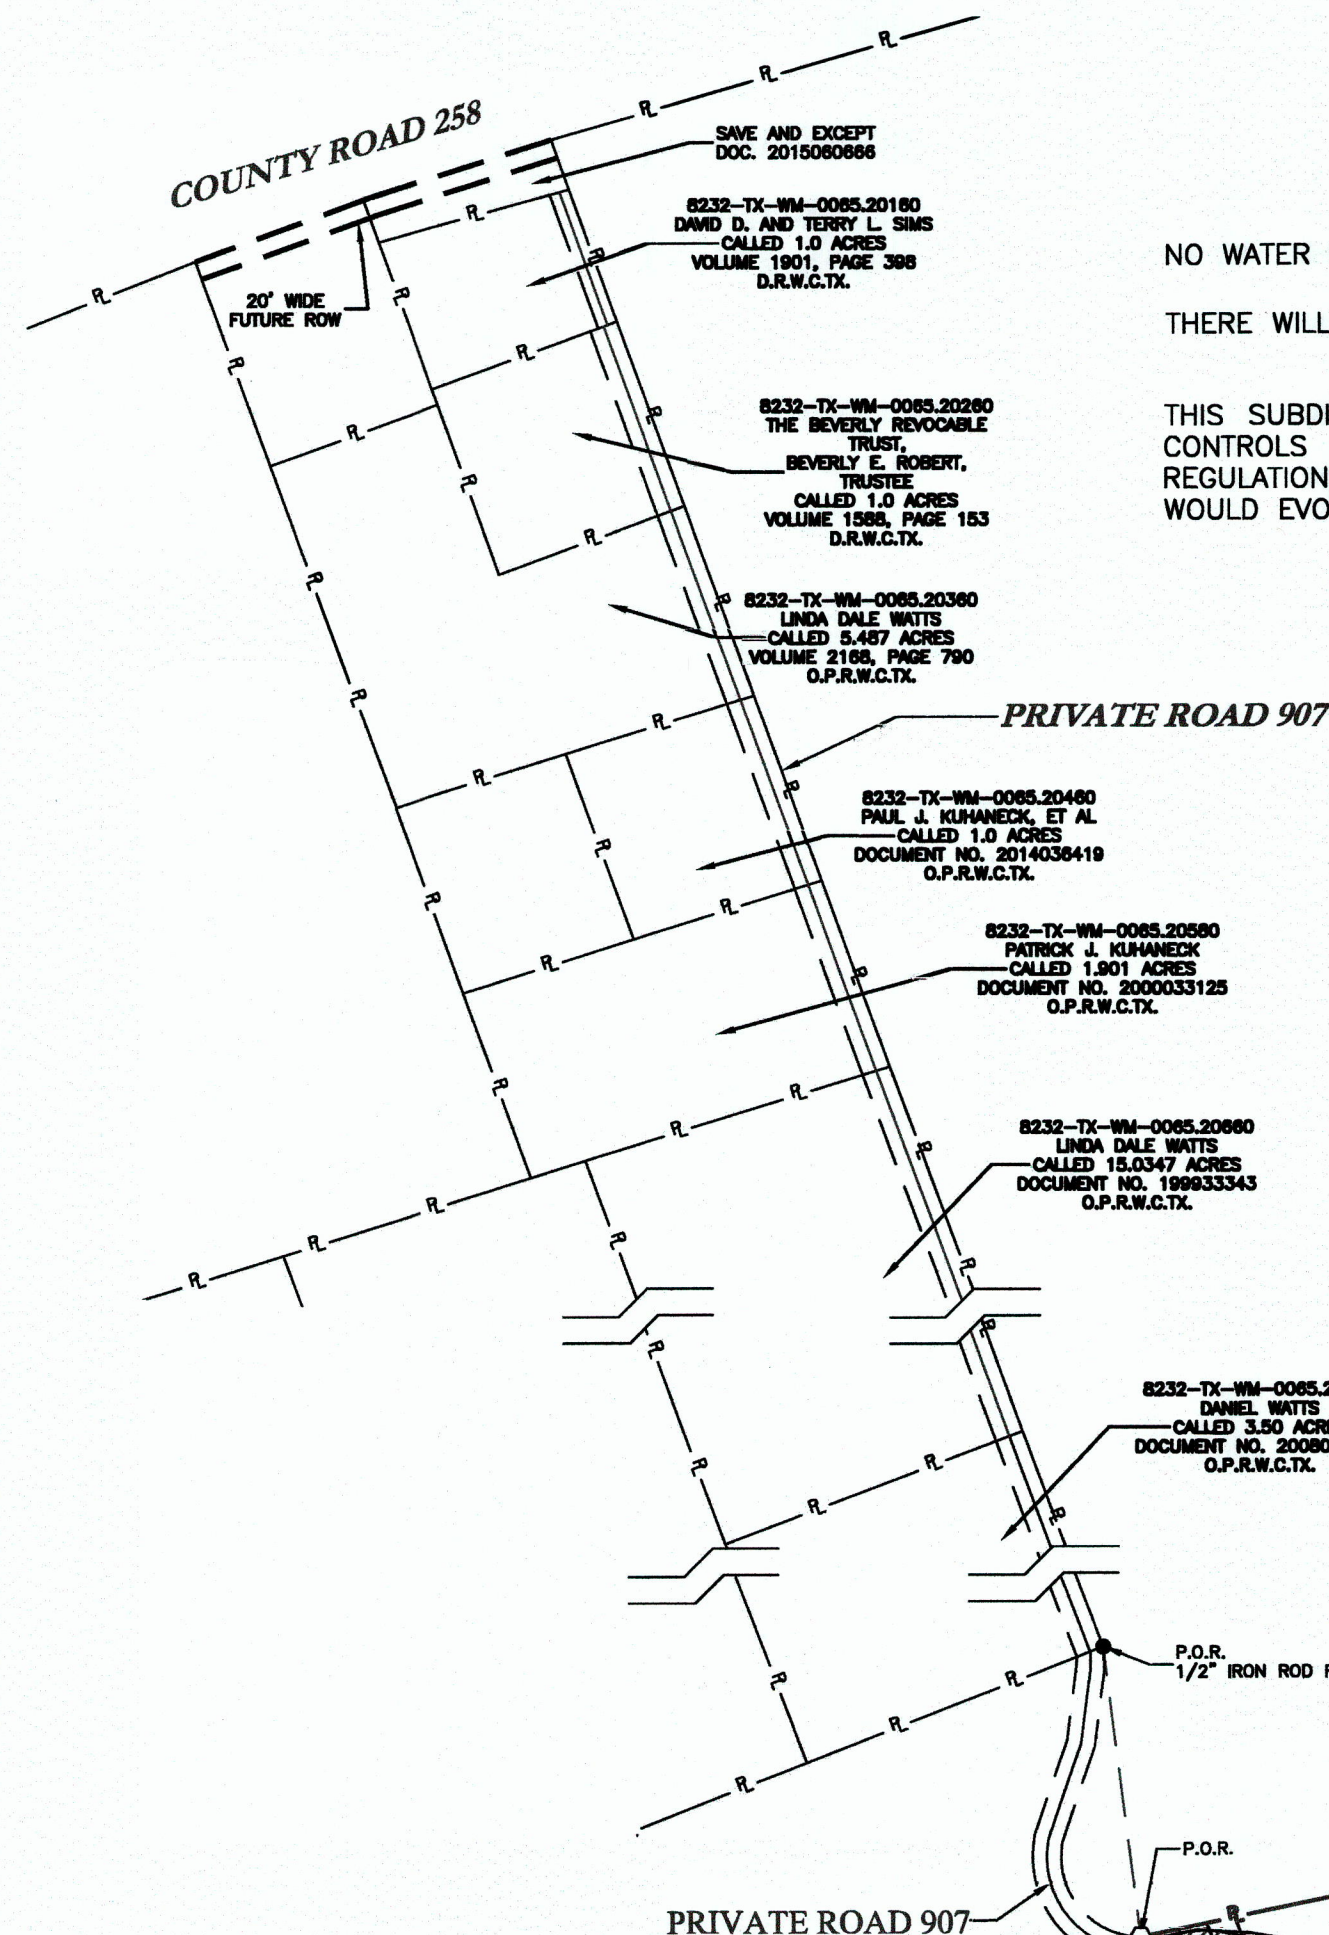 COUNTY ROAD 258
SAVE AND EXCEPT
DOC. 2015060666
8232-TX-WM-0065.20160
DAVID D. AND TERRY L. SIMS
CALLED 1.0 ACRES
VOLUME 1901, PAGE 398
D.R.W.C.TX.
20' WIDE
FUTURE ROW
NO WATER
THERE WILL
8232-TX-WM-0065.20260
THE BEVERLY REVOCABLE
TRUST,
BEVERLY E. ROBERT,
TRUSTEE
CALLED 1.0 ACRES
VOLUME 1588, PAGE 153
D.R.W.C.TX.
THIS SUBDI
CONTROLS
REGULATION
WOULD EVO
8232-TX-WM-0065.20360
LINDA DALE WATTS
CALLED 5.487 ACRES
VOLUME 2168, PAGE 790
O.P.R.W.C.TX.
PRIVATE ROAD 907
8232-TX-WM-0065.20460
PAUL J. KUHANECK, ET AL
CALLED 1.0 ACRES
DOCUMENT NO. 2014036419
O.P.R.W.C.TX.
8232-TX-WM-0065.20560
PATRICK J. KUHANECK
CALLED 1.901 ACRES
DOCUMENT NO. 2000033125
O.P.R.W.C.TX.
8232-TX-WM-0065.20660
LINDA DALE WATTS
CALLED 15.0347 ACRES
DOCUMENT NO. 199933343
O.P.R.W.C.TX.
8232-TX-WM-0065.2
DANIEL WATTS
CALLED 3.50 ACR
DOCUMENT NO. 20080
O.P.R.W.C.TX.
P.O.R.
1/2" IRON ROD F
P.O.R.
PRIVATE ROAD 907